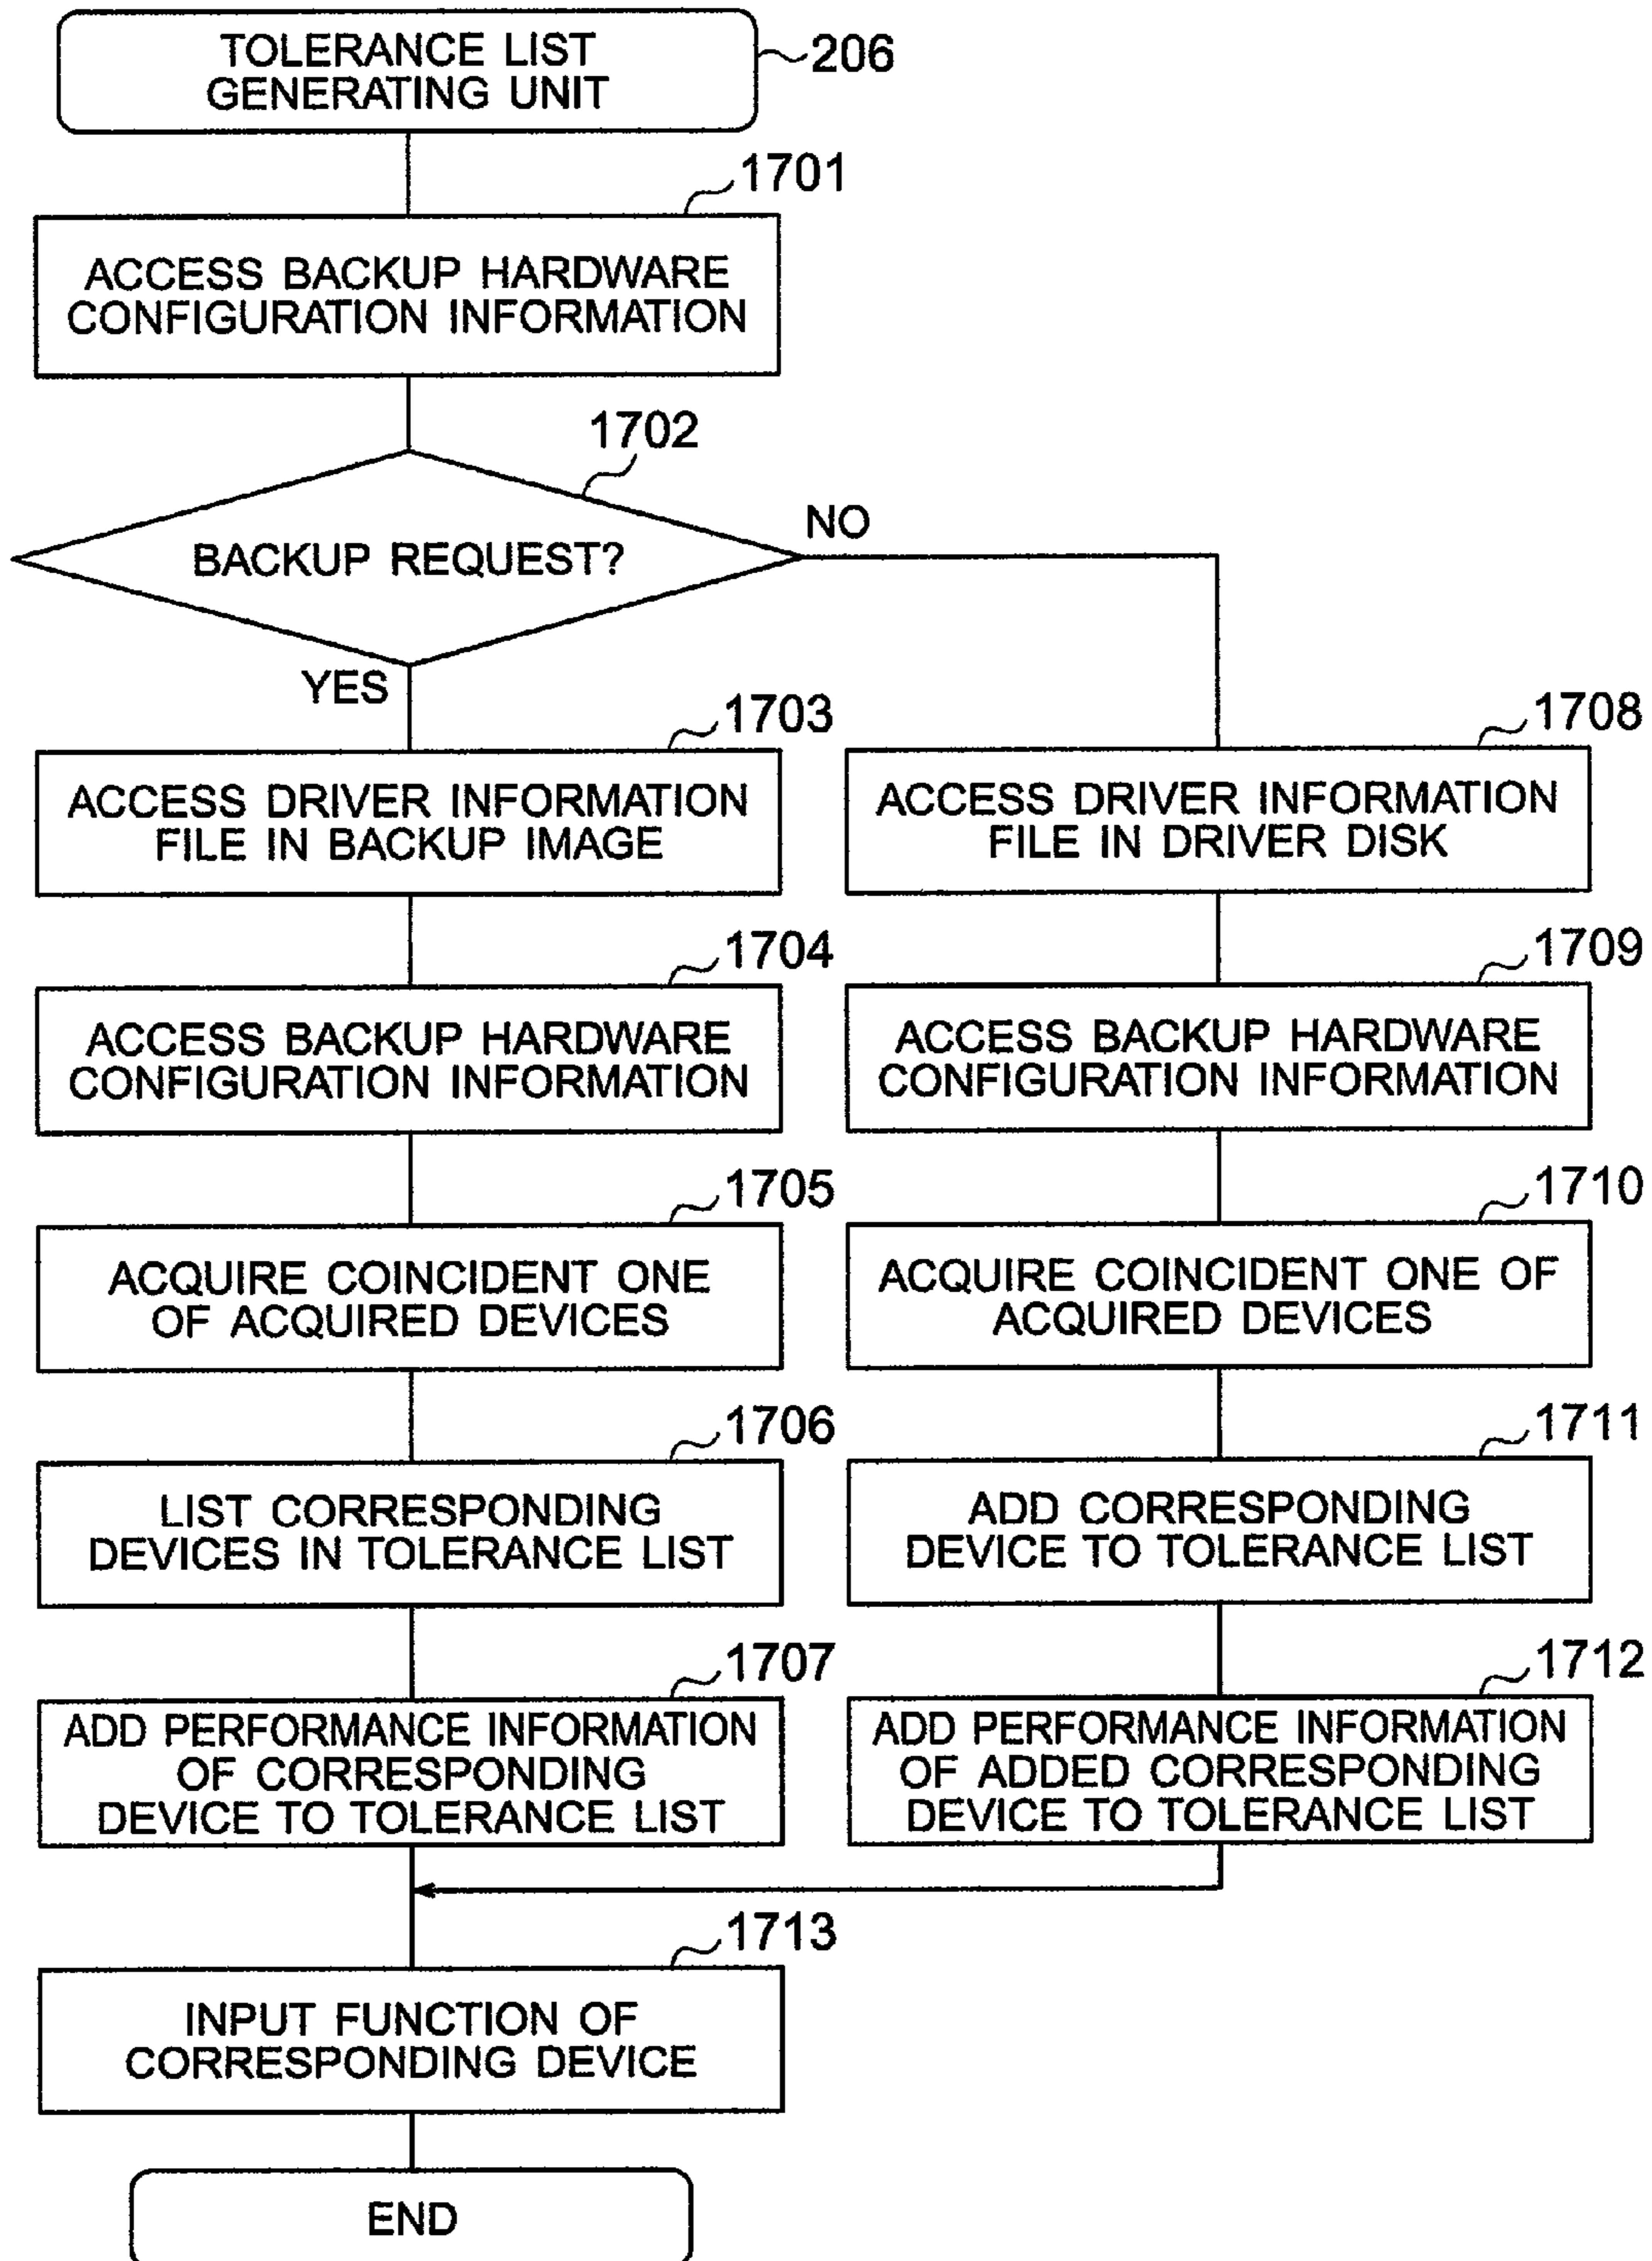 TOLERANCE LIST
GENERATING UNIT
206
1701
ACCESS BACKUP HARDWARE
CONFIGURATION INFORMATION
1702
BACKUP REQUEST?
NO
YES
1703
ACCESS DRIVER INFORMATION
FILE IN BACKUP IMAGE
1704
ACCESS BACKUP HARDWARE
CONFIGURATION INFORMATION
1705
ACQUIRE COINCIDENT ONE
OF ACQUIRED DEVICES
1706
LIST CORRESPONDING
DEVICES IN TOLERANCE LIST
1707
ADD PERFORMANCE INFORMATION
OF CORRESPONDING
DEVICE TO TOLERANCE LIST
1708
ACCESS DRIVER INFORMATION
FILE IN DRIVER DISK
1709
ACCESS BACKUP HARDWARE
CONFIGURATION INFORMATION
1710
ACQUIRE COINCIDENT ONE OF
ACQUIRED DEVICES
1711
ADD CORRESPONDING
DEVICE TO TOLERANCE LIST
1712
ADD PERFORMANCE INFORMATION
OF ADDED CORRESPONDING
DEVICE TO TOLERANCE LIST
1713
INPUT FUNCTION OF
CORRESPONDING DEVICE
END